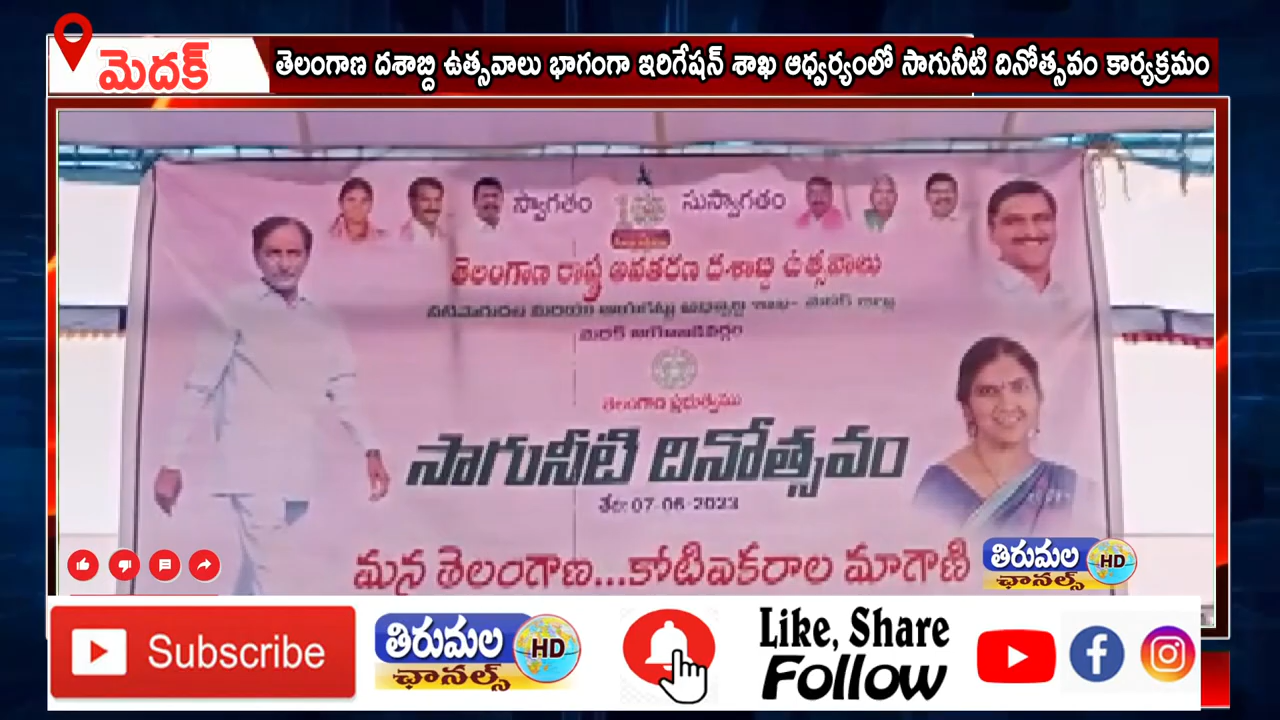 మెదక్
తెలంగాణ దశాబ్ది ఉత్సవాలు భాగంగా ఇరిగేషన్ శాఖ ఆధ్వర్యంలో సాగునీటి దినోత్సవం కార్యక్రమం
స్వాగతం సుస్వాగతం
తెలంగాణ రాష్ట్ర అవతరణ దశాబ్ది ఉత్సవాలు
తెలంగాణ ప్రభుత్వము
సాగునీటి దినోత్సవం
తేది: 07-06-2023
మన తెలంగాణ...కోటిఎకరాల మాగాణి
తిరుమల HD
ఛానల్స్
Subscribe
తిరుమల HD
ఛానల్స్
Like, Share
Follow